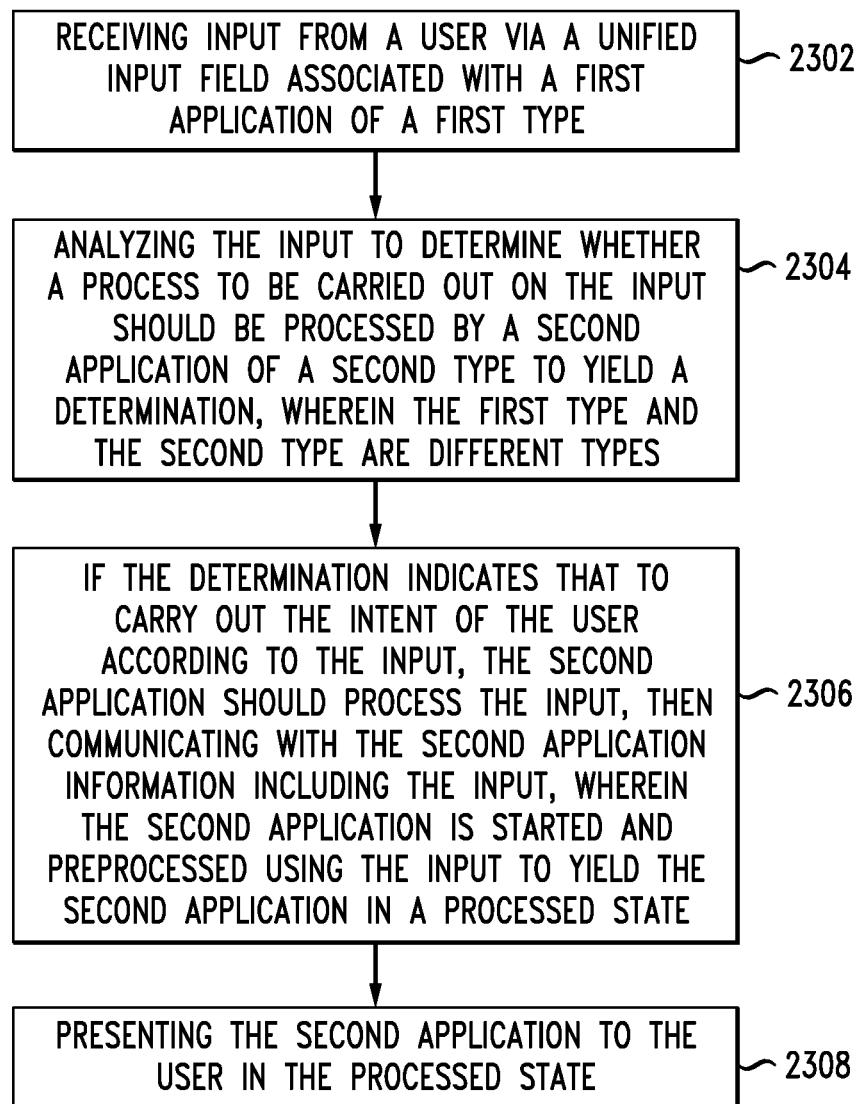 RECEIVING INPUT FROM A USER VIA A UNIFIED
INPUT FIELD ASSOCIATED WITH A FIRST
APPLICATION OF A FIRST TYPE
2302
ANALYZING THE INPUT TO DETERMINE WHETHER
A PROCESS TO BE CARRIED OUT ON THE INPUT
SHOULD BE PROCESSED BY A SECOND
APPLICATION OF A SECOND TYPE TO YIELD A
DETERMINATION, WHEREIN THE FIRST TYPE AND
THE SECOND TYPE ARE DIFFERENT TYPES
2304
IF THE DETERMINATION INDICATES THAT TO
CARRY OUT THE INTENT OF THE USER
ACCORDING TO THE INPUT, THE SECOND
APPLICATION SHOULD PROCESS THE INPUT, THEN
COMMUNICATING WITH THE SECOND APPLICATION
INFORMATION INCLUDING THE INPUT, WHEREIN
THE SECOND APPLICATION IS STARTED AND
PREPROCESSED USING THE INPUT TO YIELD THE
SECOND APPLICATION IN A PROCESSED STATE
2306
PRESENTING THE SECOND APPLICATION TO THE
USER IN THE PROCESSED STATE
2308